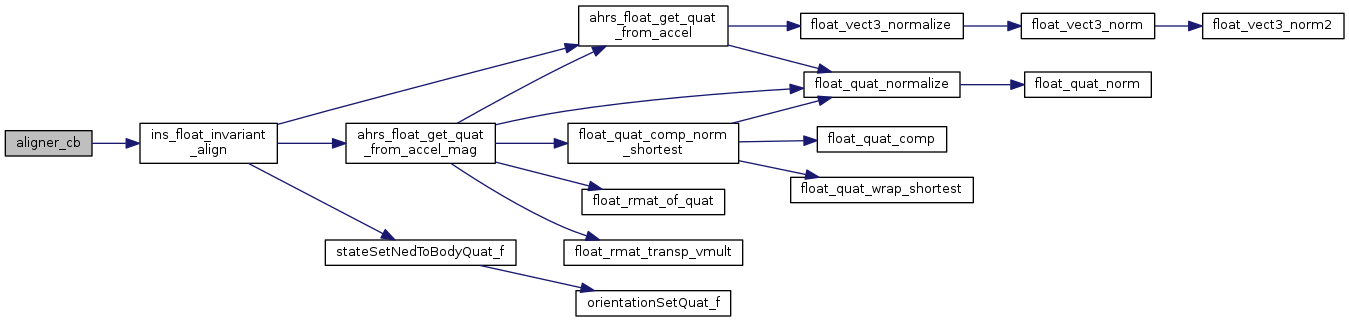 aligner_cb
ins_float_invariant
_align
ahrs_float_get_quat
_from_accel
ahrs_float_get_quat
_from_accel_mag
stateSetNedToBodyQuat_f
float_vect3_normalize
float_vect3_norm
float_vect3_norm2
float_quat_normalize
float_quat_norm
float_quat_comp_norm
_shortest
float_quat_comp
float_quat_wrap_shortest
float_rmat_of_quat
float_rmat_transp_vmult
orientationSetQuat_f